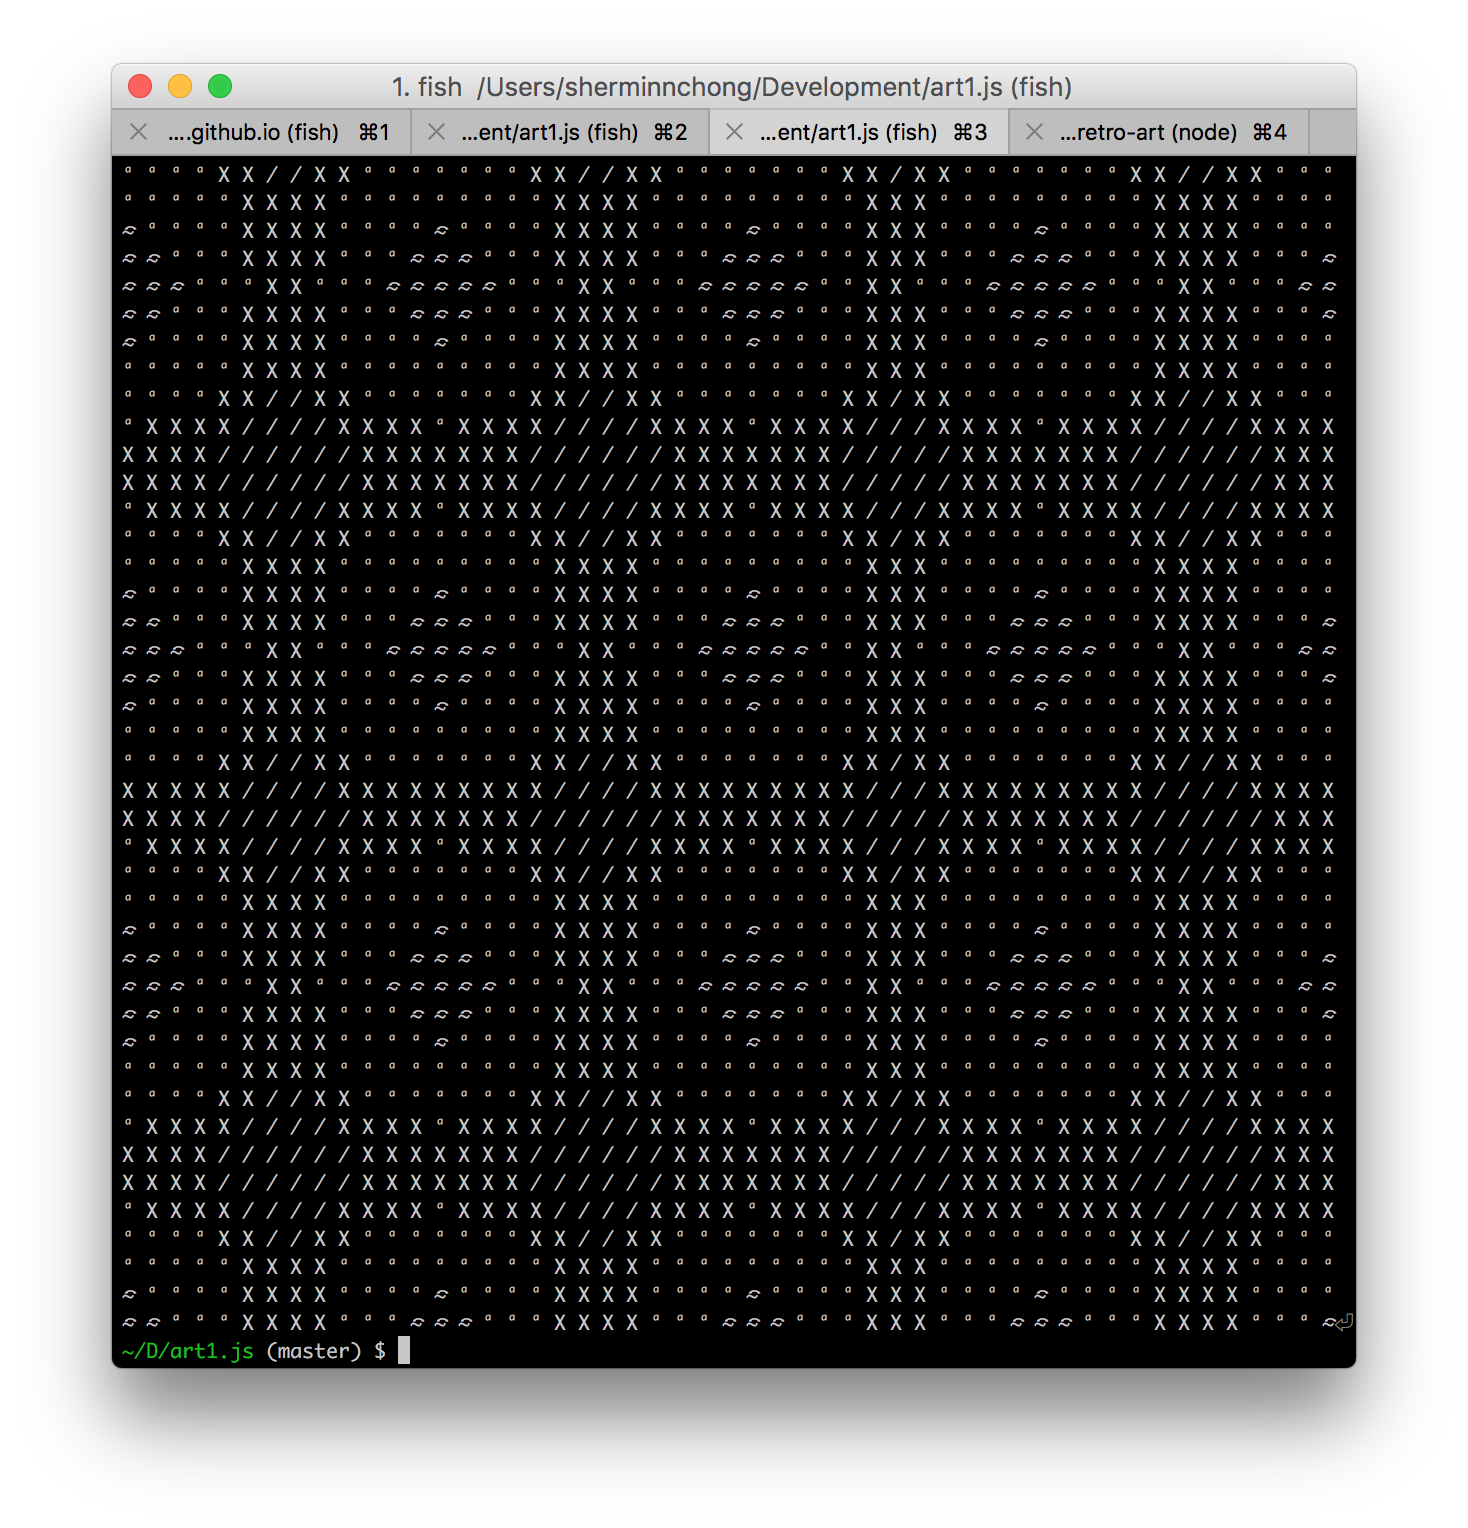 1. fish /Users/sherminnchong/Development/art1.js (fish)
....github.io (fish) ⌘1 ...ent/art1.js (fish) ⌘2 ...ent/art1.js (fish) ⌘3 ...retro-art (node) ⌘4
ª ª ª ª X X / / X X ª ª ª ª ª ª ª X X / / X X ª ª ª ª ª ª ª X X / X X ª ª ª ª ª ª ª X X / / X X ª ª ª
ª ª ª ª ª X X X X ª ª ª ª ª ª ª ª ª X X X X ª ª ª ª ª ª ª ª ª X X X ª ª ª ª ª ª ª ª ª X X X X ª ª ª ª
≈ ª ª ª ª X X X X ª ª ª ª ≈ ª ª ª ª X X X X ª ª ª ª ≈ ª ª ª ª X X X ª ª ª ª ≈ ª ª ª ª X X X X ª ª ª ª
≈ ≈ ª ª ª X X X X ª ª ª ≈ ≈ ≈ ª ª ª X X X X ª ª ª ≈ ≈ ≈ ª ª ª X X X ª ª ª ≈ ≈ ≈ ª ª ª X X X X ª ª ª ≈
≈ ≈ ≈ ª ª ª X X ª ª ª ≈ ≈ ≈ ≈ ≈ ª ª ª X X ª ª ª ≈ ≈ ≈ ≈ ≈ ª ª X X ª ª ª ≈ ≈ ≈ ≈ ≈ ª ª ª X X ª ª ª ≈ ≈
≈ ≈ ª ª ª X X X X ª ª ª ≈ ≈ ≈ ª ª ª X X X X ª ª ª ≈ ≈ ≈ ª ª ª X X X ª ª ª ≈ ≈ ≈ ª ª ª X X X X ª ª ª ≈
≈ ª ª ª ª X X X X ª ª ª ª ≈ ª ª ª ª X X X X ª ª ª ª ≈ ª ª ª ª X X X ª ª ª ª ≈ ª ª ª ª X X X X ª ª ª ª
ª ª ª ª ª X X X X ª ª ª ª ª ª ª ª ª X X X X ª ª ª ª ª ª ª ª ª X X X ª ª ª ª ª ª ª ª ª X X X X ª ª ª ª
ª ª ª ª X X / / X X ª ª ª ª ª ª ª X X / / X X ª ª ª ª ª ª ª X X / X X ª ª ª ª ª ª ª X X / / X X ª ª ª
ª X X X X / / / / X X X X ª X X X X / / / / X X X X ª X X X X / / / X X X X ª X X X X / / / / X X X X
X X X X / / / / / / X X X X X X X / / / / / / X X X X X X X / / / / / X X X X X X X / / / / / / X X X
X X X X / / / / / / X X X X X X X / / / / / / X X X X X X X / / / / / X X X X X X X / / / / / / X X X
ª X X X X / / / / X X X X ª X X X X / / / / X X X X ª X X X X / / / X X X X ª X X X X / / / / X X X X
ª ª ª ª X X / / X X ª ª ª ª ª ª ª X X / / X X ª ª ª ª ª ª ª X X / X X ª ª ª ª ª ª ª X X / / X X ª ª ª
ª ª ª ª ª X X X X ª ª ª ª ª ª ª ª ª X X X X ª ª ª ª ª ª ª ª ª X X X ª ª ª ª ª ª ª ª ª X X X X ª ª ª ª
≈ ª ª ª ª X X X X ª ª ª ª ≈ ª ª ª ª X X X X ª ª ª ª ≈ ª ª ª ª X X X ª ª ª ª ≈ ª ª ª ª X X X X ª ª ª ª
≈ ≈ ª ª ª X X X X ª ª ª ≈ ≈ ≈ ª ª ª X X X X ª ª ª ≈ ≈ ≈ ª ª ª X X X ª ª ª ≈ ≈ ≈ ª ª ª X X X X ª ª ª ≈
≈ ≈ ≈ ª ª ª X X ª ª ª ≈ ≈ ≈ ≈ ≈ ª ª ª X X ª ª ª ≈ ≈ ≈ ≈ ≈ ª ª X X ª ª ª ≈ ≈ ≈ ≈ ≈ ª ª ª X X ª ª ª ≈ ≈
≈ ≈ ª ª ª X X X X ª ª ª ≈ ≈ ≈ ª ª ª X X X X ª ª ª ≈ ≈ ≈ ª ª ª X X X ª ª ª ≈ ≈ ≈ ª ª ª X X X X ª ª ª ≈
≈ ª ª ª ª X X X X ª ª ª ª ≈ ª ª ª ª X X X X ª ª ª ª ≈ ª ª ª ª X X X ª ª ª ª ≈ ª ª ª ª X X X X ª ª ª ª
ª ª ª ª ª X X X X ª ª ª ª ª ª ª ª ª X X X X ª ª ª ª ª ª ª ª ª X X X ª ª ª ª ª ª ª ª ª X X X X ª ª ª ª
ª ª ª ª X X / / X X ª ª ª ª ª ª ª X X / / X X ª ª ª ª ª ª ª X X / X X ª ª ª ª ª ª ª X X / / X X ª ª ª
X X X X X / / / / X X X X X X X X X / / / / X X X X X X X X X / / / X X X X X X X X X / / / / X X X X
X X X X / / / / / / X X X X X X X / / / / / / X X X X X X X / / / / / X X X X X X X / / / / / / X X X
ª X X X X / / / / X X X X ª X X X X / / / / X X X X ª X X X X / / / X X X X ª X X X X / / / / X X X X
ª ª ª ª X X / / X X ª ª ª ª ª ª ª X X / / X X ª ª ª ª ª ª ª X X / X X ª ª ª ª ª ª ª X X / / X X ª ª ª
ª ª ª ª ª X X X X ª ª ª ª ª ª ª ª ª X X X X ª ª ª ª ª ª ª ª ª X X X ª ª ª ª ª ª ª ª ª X X X X ª ª ª ª
≈ ª ª ª ª X X X X ª ª ª ª ≈ ª ª ª ª X X X X ª ª ª ª ≈ ª ª ª ª X X X ª ª ª ª ≈ ª ª ª ª X X X X ª ª ª ª
≈ ≈ ª ª ª X X X X ª ª ª ≈ ≈ ≈ ª ª ª X X X X ª ª ª ≈ ≈ ≈ ª ª ª X X X ª ª ª ≈ ≈ ≈ ª ª ª X X X X ª ª ª ≈
≈ ≈ ≈ ª ª ª X X ª ª ª ≈ ≈ ≈ ≈ ≈ ª ª ª X X ª ª ª ≈ ≈ ≈ ≈ ≈ ª ª X X ª ª ª ≈ ≈ ≈ ≈ ≈ ª ª ª X X ª ª ª ≈ ≈
≈ ≈ ª ª ª X X X X ª ª ª ≈ ≈ ≈ ª ª ª X X X X ª ª ª ≈ ≈ ≈ ª ª ª X X X ª ª ª ≈ ≈ ≈ ª ª ª X X X X ª ª ª ≈
≈ ª ª ª ª X X X X ª ª ª ª ≈ ª ª ª ª X X X X ª ª ª ª ≈ ª ª ª ª X X X ª ª ª ª ≈ ª ª ª ª X X X X ª ª ª ª
ª ª ª ª ª X X X X ª ª ª ª ª ª ª ª ª X X X X ª ª ª ª ª ª ª ª ª X X X ª ª ª ª ª ª ª ª ª X X X X ª ª ª ª
ª ª ª ª X X / / X X ª ª ª ª ª ª ª X X / / X X ª ª ª ª ª ª ª X X / X X ª ª ª ª ª ª ª X X / / X X ª ª ª
ª X X X X / / / / X X X X ª X X X X / / / / X X X X ª X X X X / / / X X X X ª X X X X / / / / X X X X
X X X X / / / / / / X X X X X X X / / / / / / X X X X X X X / / / / / X X X X X X X / / / / / / X X X
X X X X / / / / / / X X X X X X X / / / / / / X X X X X X X / / / / / X X X X X X X / / / / / / X X X
ª X X X X / / / / X X X X ª X X X X / / / / X X X X ª X X X X / / / X X X X ª X X X X / / / / X X X X
ª ª ª ª X X / / X X ª ª ª ª ª ª ª X X / / X X ª ª ª ª ª ª ª X X / X X ª ª ª ª ª ª ª X X / / X X ª ª ª
ª ª ª ª ª X X X X ª ª ª ª ª ª ª ª ª X X X X ª ª ª ª ª ª ª ª ª X X X ª ª ª ª ª ª ª ª ª X X X X ª ª ª ª
≈ ª ª ª ª X X X X ª ª ª ª ≈ ª ª ª ª X X X X ª ª ª ª ≈ ª ª ª ª X X X ª ª ª ª ≈ ª ª ª ª X X X X ª ª ª ª
≈ ≈ ª ª ª X X X X ª ª ª ≈ ≈ ≈ ª ª ª X X X X ª ª ª ≈ ≈ ≈ ª ª ª X X X ª ª ª ≈ ≈ ≈ ª ª ª X X X X ª ª ª ≈⏎
~/D/art1.js (master) $